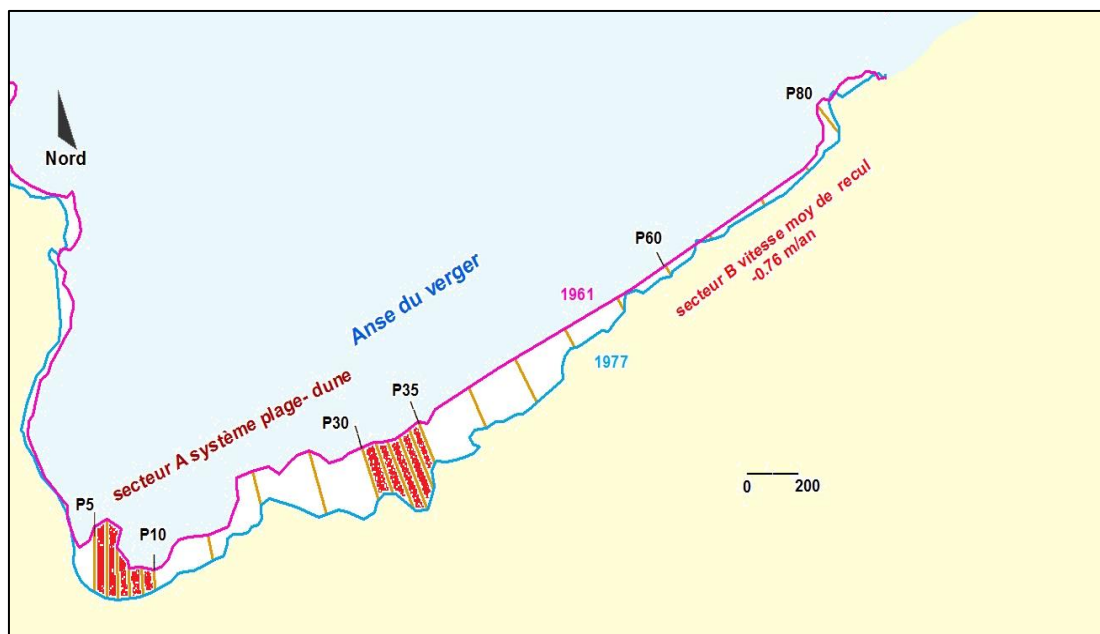 P80
Nord
secteur B vitesse moy de recul
-0.76 m/an
P60
Anse du verger
1961
1977
P35
secteur A système plage- dune
P30
0 200
P5
P10